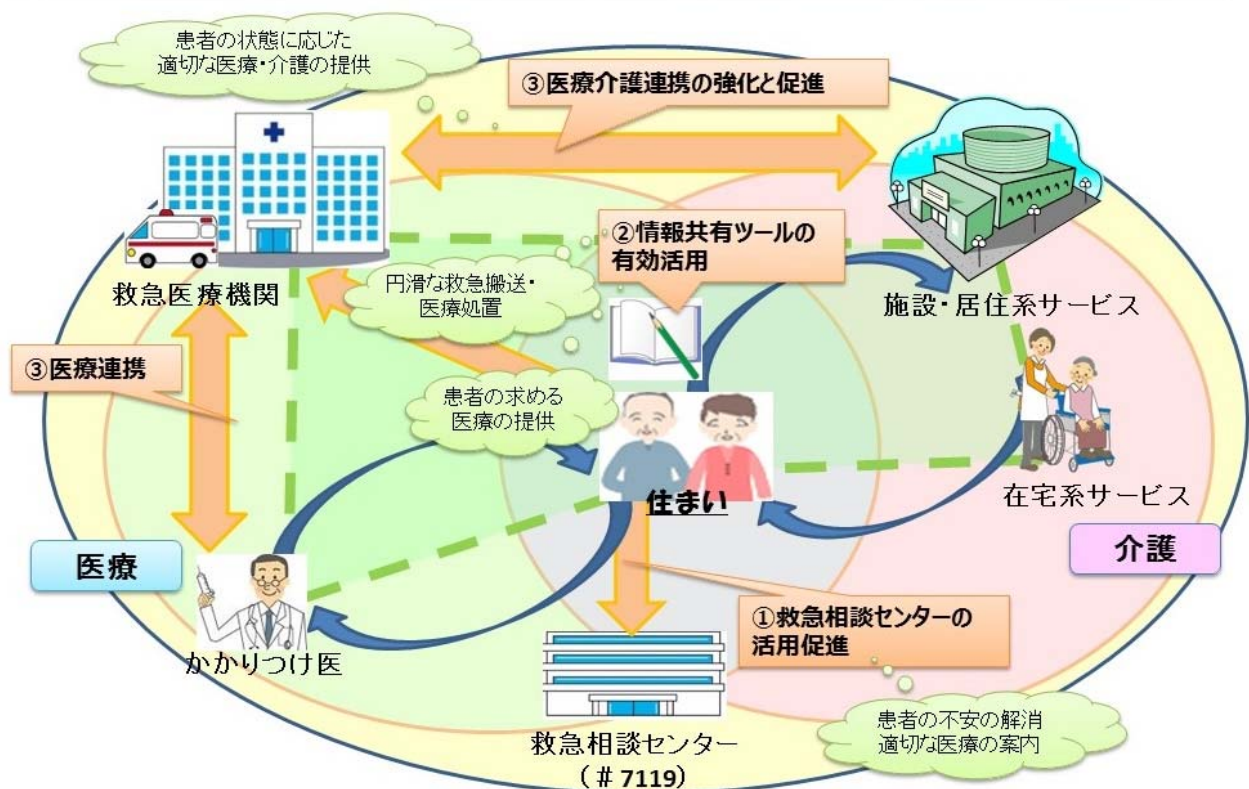 患者の状態に応じた
適切な医療・介護の提供
③医療介護連携の強化と促進
②情報共有ツールの
有効活用
円滑な救急搬送・
医療処置
救急医療機関
施設・居住系サービス
③医療連携
患者の求める
医療の提供
住まい
在宅系サービス
医療
介護
①救急相談センターの
活用促進
かかりつけ医
患者の不安の解消
適切な医療の案内
救急相談センター
(＃7119)